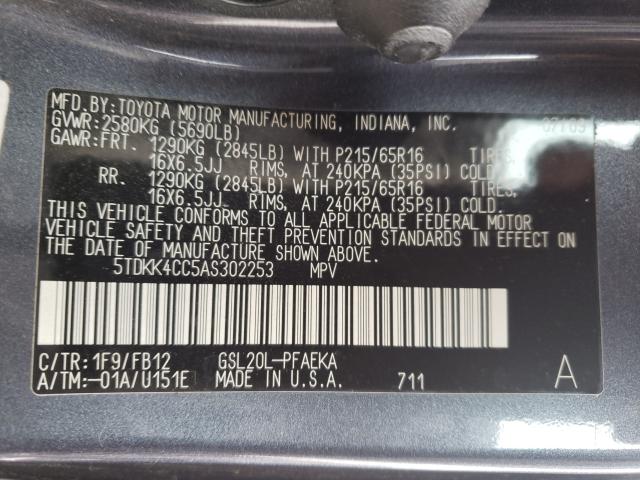 MFD.BY:TOYOTA MOTOR MANUFACTURING, INDIANA, INC. 07/09
GVWR:2580KG (5690LB)
GAWR:FRT. 1290KG (2845LB) WITH P215/65R16 TIRES,
16X6.5JJ RIMS, AT 240KPA (35PSI) COLD.
RR. 1290KG (2845LB) WITH P215/65R16 TIRES,
16X6.5JJ RIMS, AT 240KPA (35PSI) COLD.
THIS VEHICLE CONFORMS TO ALL APPLICABLE FEDERAL MOTOR
VEHICLE SAFETY AND THEFT PREVENTION STANDARDS IN EFFECT ON
THE DATE OF MANUFACTURE SHOWN ABOVE.
5TDKK4CC5AS302253 MPV
C/TR:1F9/FB12 GSL20L-PFAEKA
A/TM:-01A/U151E MADE IN U.S.A. 711 A